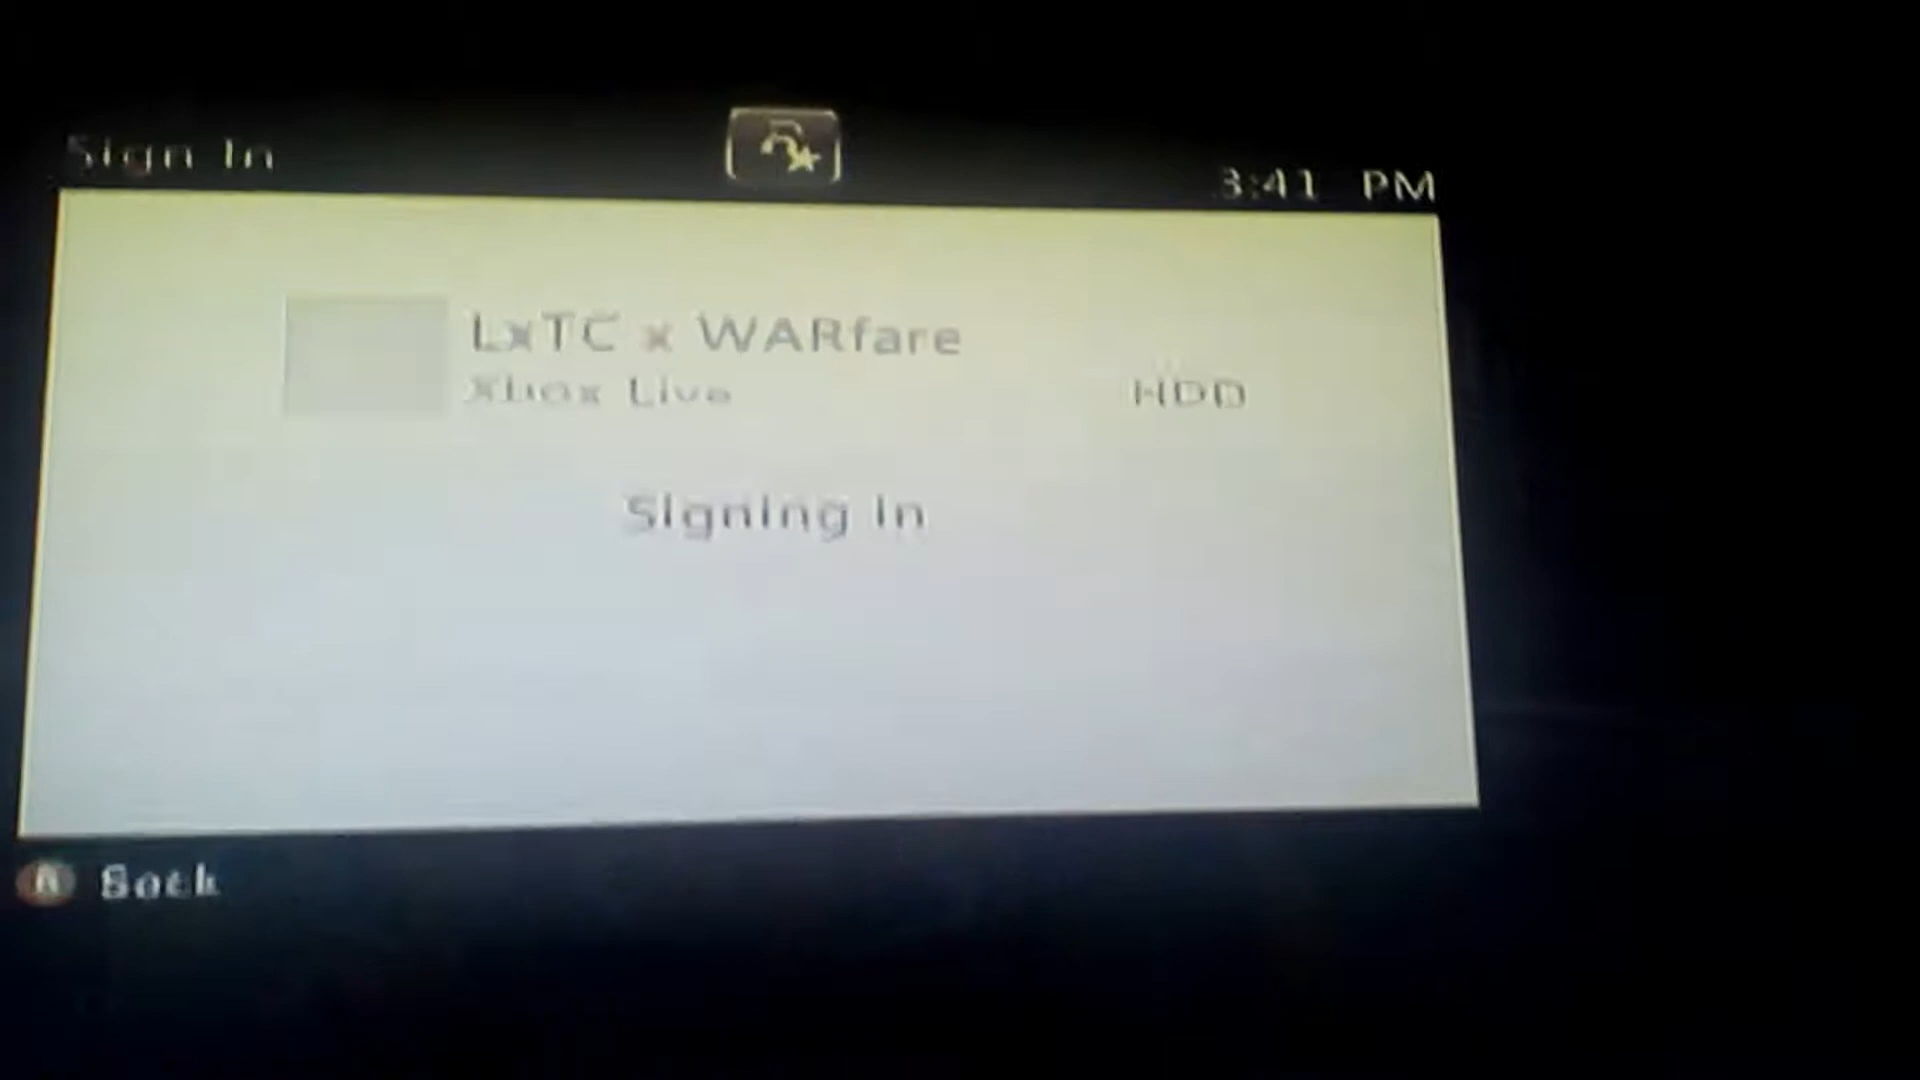 Sign In
3:41 PM
LxTC x WARfare
Xbox Live
HDD
Signing in
B Back